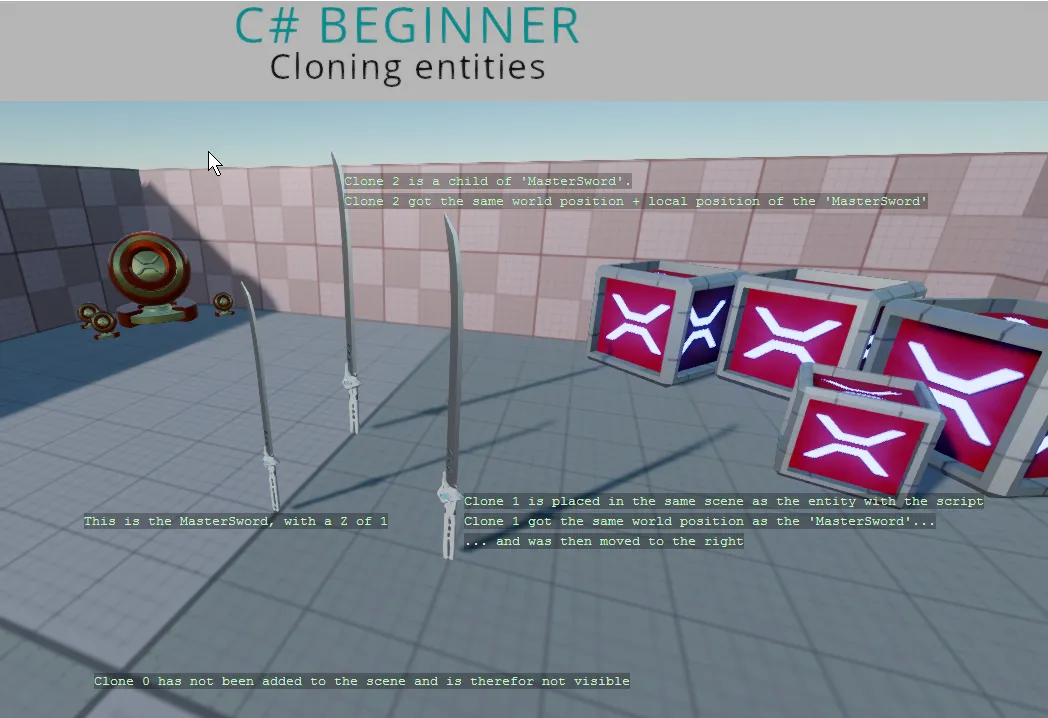 C# BEGINNER
Cloning entities
Clone 2 is a child of 'MasterSword'.
Clone 2 got the same world position + local position of the 'MasterSword'
Clone 1 is placed in the same scene as the entity with the script
This is the MasterSword, with a Z of 1
Clone 1 got the same world position as the 'MasterSword'...
... and was then moved to the right
Clone 0 has not been added to the scene and is therefor not visible